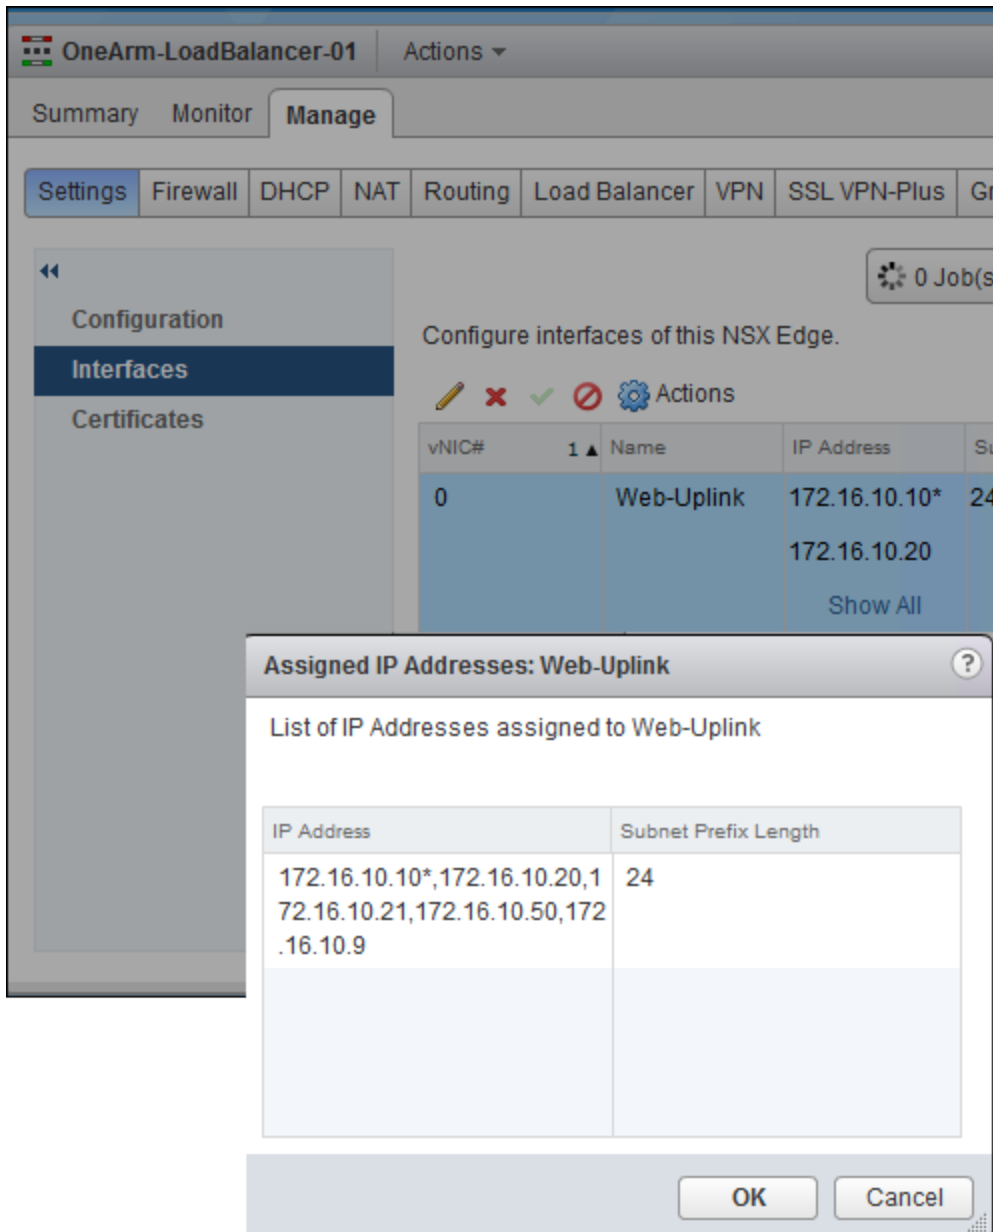 OneArm-LoadBalancer-01 Actions
Summary Monitor Manage
Settings Firewall DHCP NAT Routing Load Balancer VPN SSL VPN-Plus Gr
0 Job(s
Configuration
Configure interfaces of this NSX Edge.
Interfaces
Actions
Certificates
vNIC# 1 ▲ Name IP Address Su
0 Web-Uplink 172.16.10.10* 24
172.16.10.20
Show All
Assigned IP Addresses: Web-Uplink ?
List of IP Addresses assigned to Web-Uplink
IP Address Subnet Prefix Length
172.16.10.10*,172.16.10.20,1 24
72.16.10.21,172.16.10.50,172
.16.10.9
OK Cancel